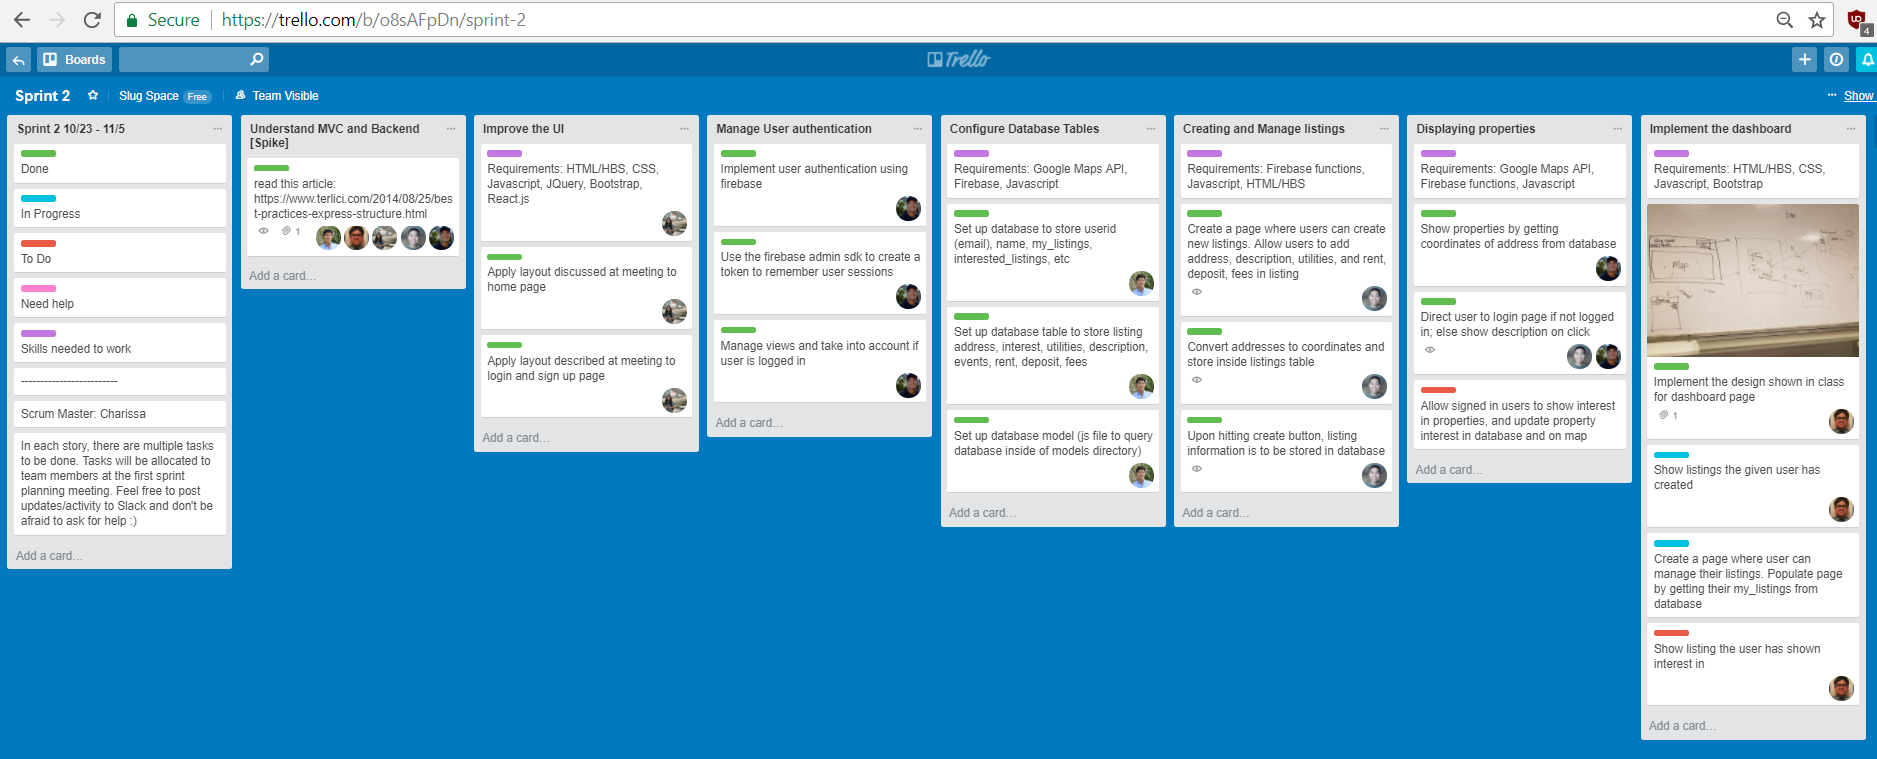 Secure
https://trello.com/b/o8sAFpDn/sprint-2
4
Boards
Trello
Sprint 2
Slug Space Free
Team Visible
Show
Sprint 2 10/23 - 11/5
Done
In Progress
To Do
Need help
Skills needed to work
-------------------------
Scrum Master: Charissa
In each story, there are multiple tasks
to be done. Tasks will be allocated to
team members at the first sprint
planning meeting. Feel free to post
updates/activity to Slack and don't be
afraid to ask for help :)
Add a card...
Understand MVC and Backend
[Spike]
read this article:
https://www.terlici.com/2014/08/25/bes
t-practices-express-structure.html
1
Add a card...
Improve the UI
Requirements: HTML/HBS, CSS,
Javascript, JQuery, Bootstrap,
React.js
Apply layout discussed at meeting to
home page
Apply layout described at meeting to
login and sign up page
Add a card...
Manage User authentication
Implement user authentication using
firebase
Use the firebase admin sdk to create a
token to remember user sessions
Manage views and take into account if
user is logged in
Add a card...
Configure Database Tables
Requirements: Google Maps API,
Firebase, Javascript
Set up database to store userid
(email), name, my_listings,
interested_listings, etc
Set up database table to store listing
address, interest, utilities, description,
events, rent, deposit, fees
Set up database model (js file to query
database inside of models directory)
Add a card...
Creating and Manage listings
Requirements: Firebase functions,
Javascript, HTML/HBS
Create a page where users can create
new listings. Allow users to add
address, description, utilities, and rent,
deposit, fees in listing
Convert addresses to coordinates and
store inside listings table
Upon hitting create button, listing
information is to be stored in database
Add a card...
Displaying properties
Requirements: Google Maps API,
Firebase functions, Javascript
Show properties by getting
coordinates of address from database
Direct user to login page if not logged
in; else show description on click
Allow signed in users to show interest
in properties, and update property
interest in database and on map
Add a card...
Implement the dashboard
Requirements: HTML/HBS, CSS,
Javascript, Bootstrap
Map
Implement the design shown in class
for dashboard page
1
Show listings the given user has
created
Create a page where user can
manage their listings. Populate page
by getting their my_listings from
database
Show listing the user has shown
interest in
Add a card...